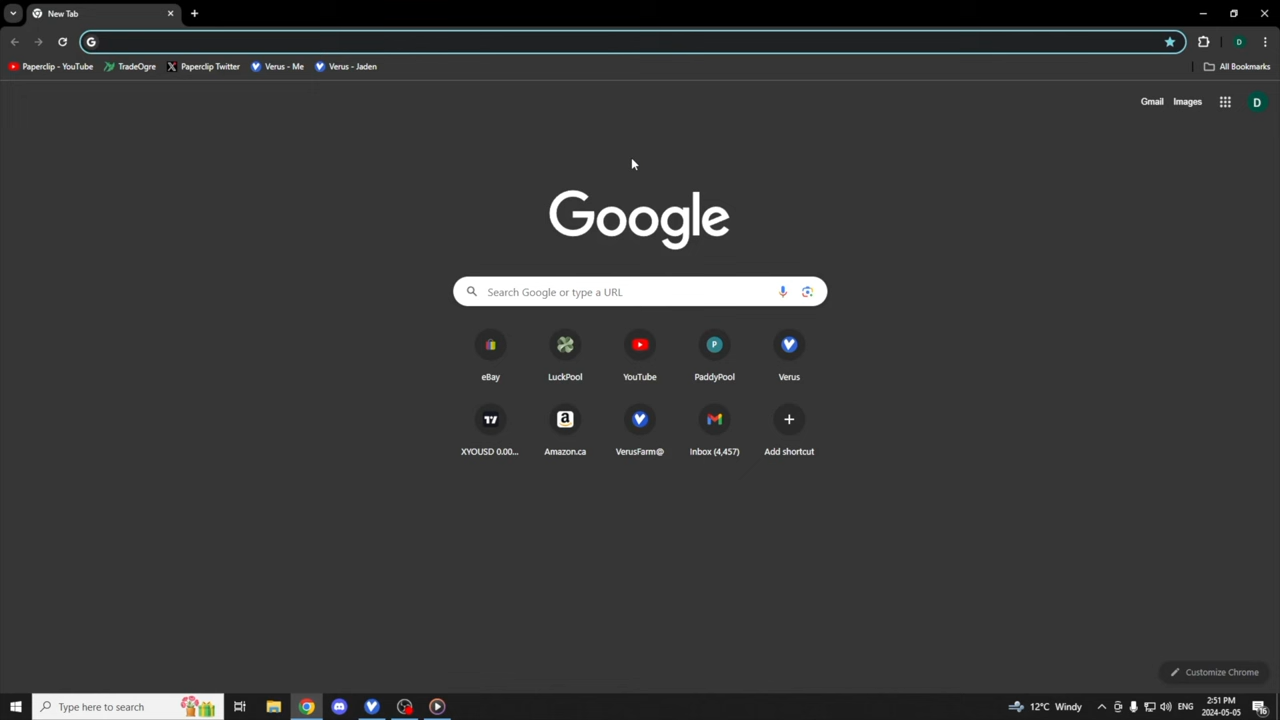 New Tab
Paperclip - YouTube
TradeOgre
Paperclip Twitter
Verus - Me
Verus - Jaden
All Bookmarks
Gmail
Images
D
Google
Search Google or type a URL
eBay
LuckPool
YouTube
PaddyPool
Verus
XYOUSD 0.00...
Amazon.ca
VerusFarm@
Inbox (4,457)
Add shortcut
Customize Chrome
Type here to search
12°C Windy
ENG
2:51 PM
2024-05-05
16